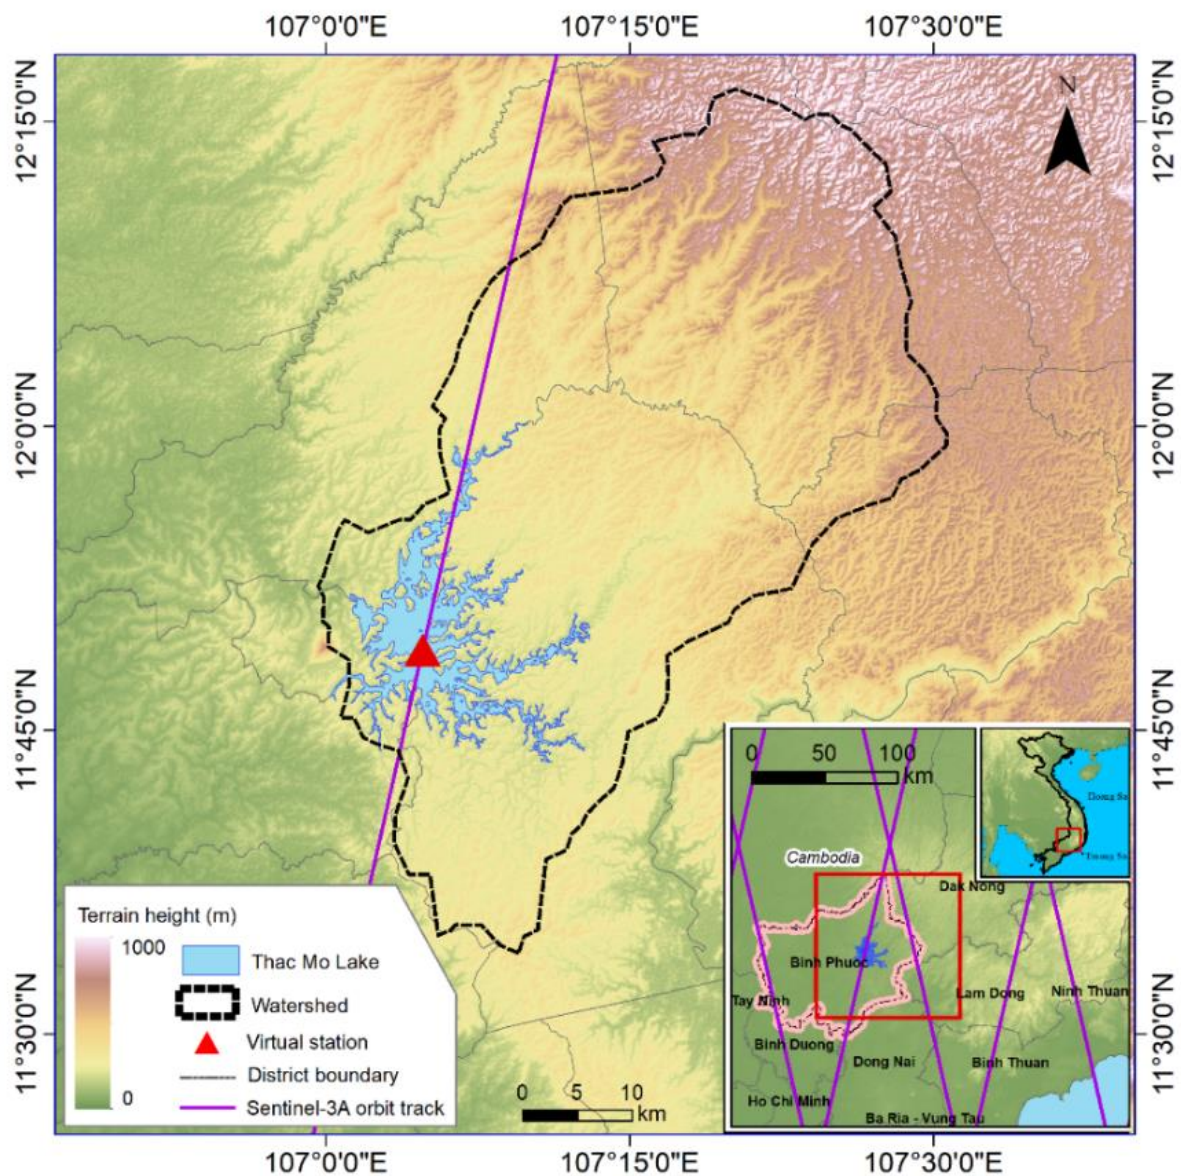 107°0'0"E 107°15'0"E 107°30'0"E
12°15'0"N
12°15'0"N
N
12°0'0"N
12°0'0"N
11°45'0"N
11°45'0"N
11°30'0"N
11°30'0"N
0 50 100
km
Cambodia
Dak Nong
Binh Phuoc
Tay Ninh
Lam Dong
Ninh Thuan
Binh Duong
Dong Nai
Binh Thuan
Ho Chi Minh
Ba Ria - Vung Tau
Terrain height (m)
1000
0
Thac Mo Lake
Watershed
Virtual station
District boundary
Sentinel-3A orbit track
0 5 10
km
107°0'0"E 107°15'0"E 107°30'0"E